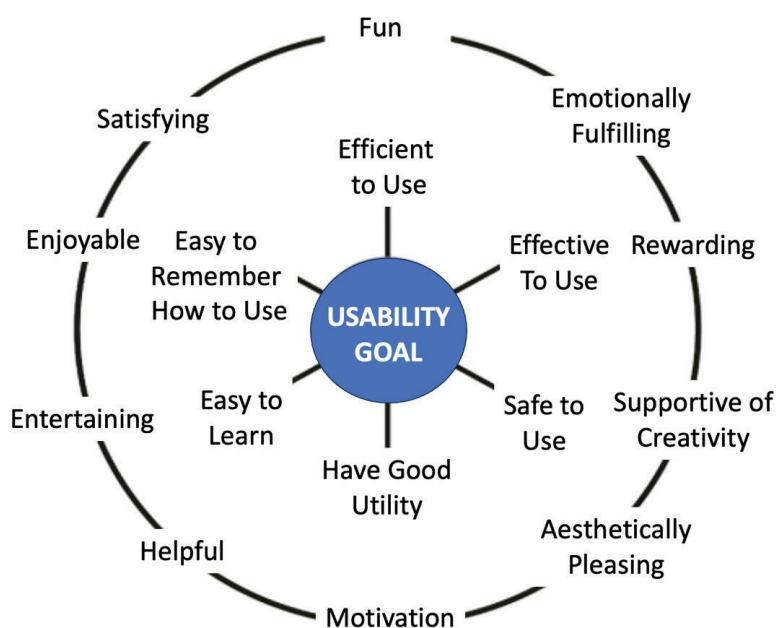 Fun
Emotionally
Fulfilling
Satisfying
Efficient
to Use
Enjoyable
Easy to
Remember
How to Use
Effective
To Use
Rewarding
USABILITY
GOAL
Entertaining
Easy to
Learn
Safe to
Use
Supportive of
Creativity
Have Good
Utility
Helpful
Aesthetically
Pleasing
Motivation